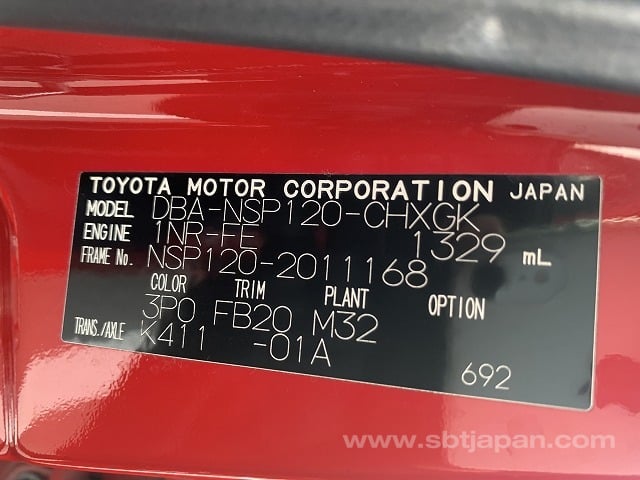 TOYOTA MOTOR CORPORATION JAPAN
MODEL DBA-NSP120-CHXGK
ENGINE 1NR-FE 1329 mL
FRAME No. NSP120-2011168
COLOR TRIM PLANT OPTION
3P0 FB20 M32
TRANS./AXLE K411 -01A
692
www.sbtjapan.com